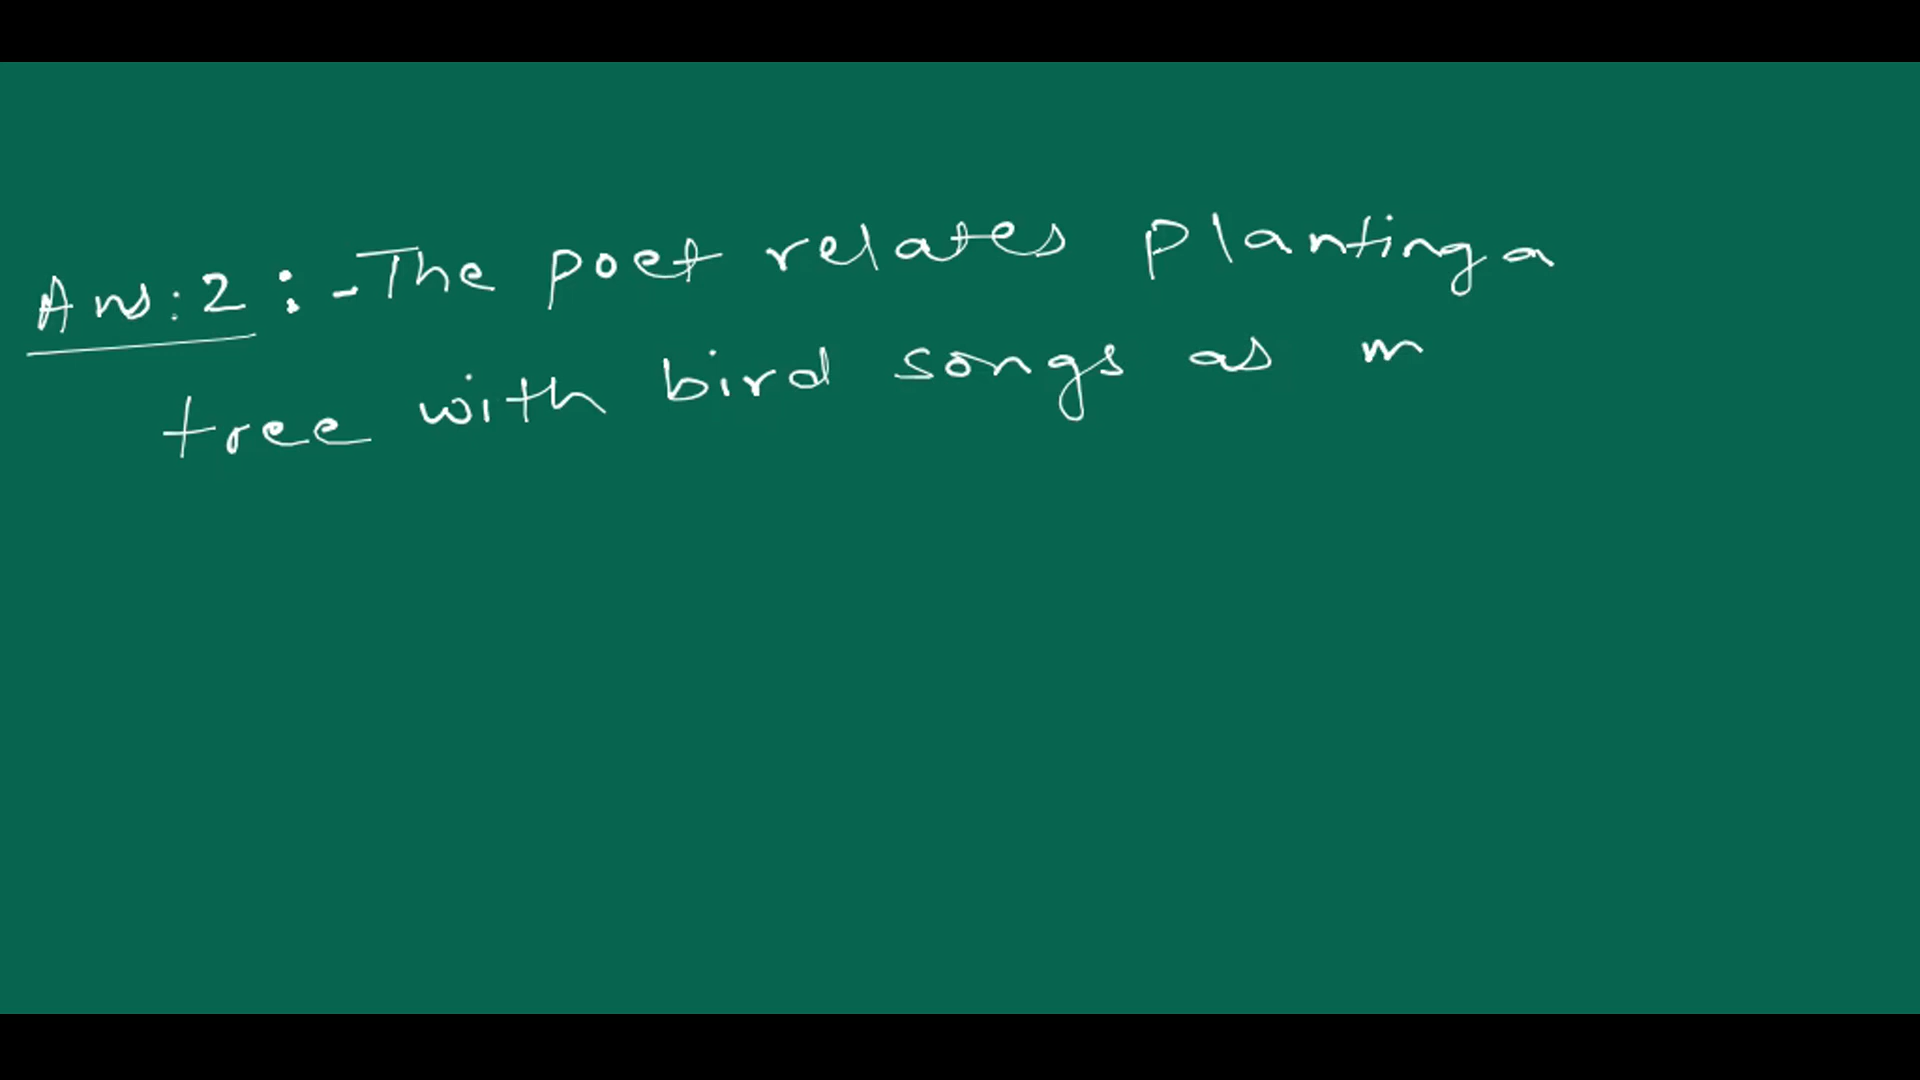 Ans:2:-The poet relates planting a
tree with bird songs as m